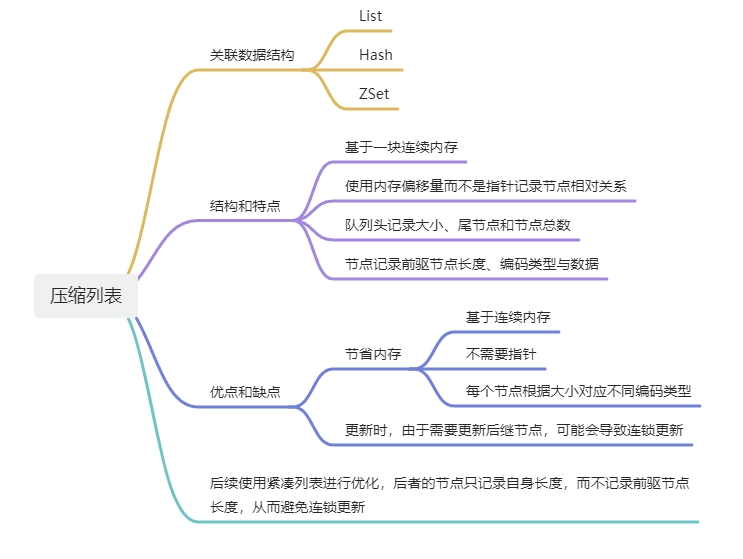 压缩列表
关联数据结构
List
Hash
ZSet
结构和特点
基于一块连续内存
使用内存偏移量而不是指针记录节点相对关系
队列头记录大小、尾节点和节点总数
节点记录前驱节点长度、编码类型与数据
优点和缺点
节省内存
基于连续内存
不需要指针
每个节点根据大小对应不同编码类型
更新时，由于需要更新后继节点，可能会导致连锁更新
后续使用紧凑列表进行优化，后者的节点只记录自身长度，而不记录前驱节点
长度，从而避免连锁更新